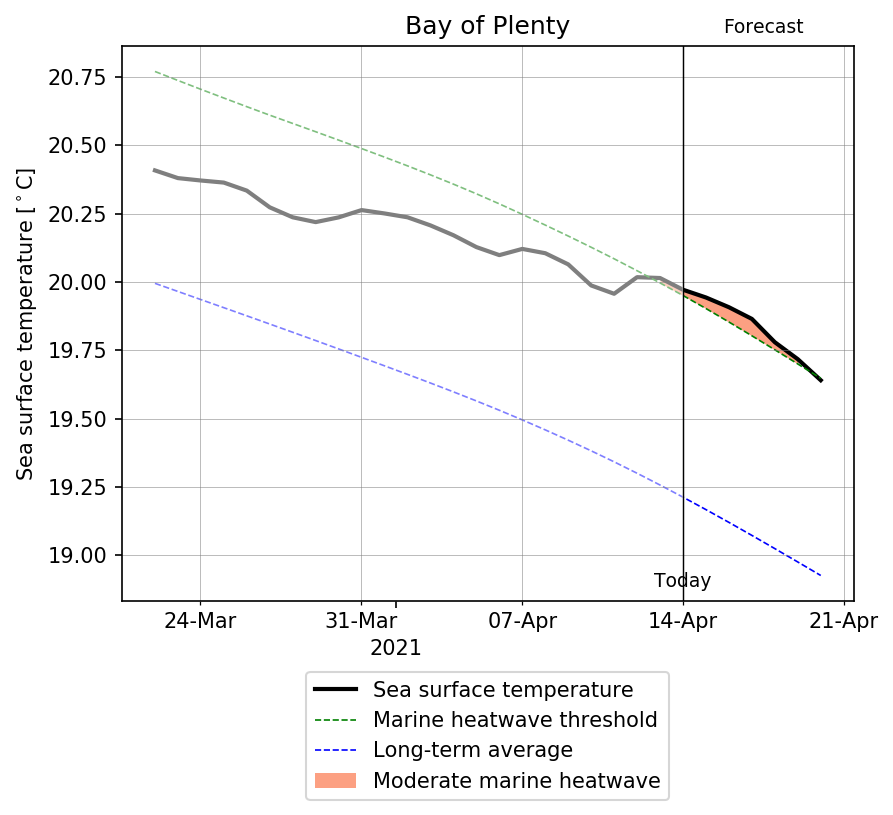 Bay of Plenty
Forecast
Sea surface temperature [°C]
20.75
20.50
20.25
20.00
19.75
19.50
19.25
19.00
Today
24-Mar
31-Mar
07-Apr
14-Apr
21-Apr
2021
Sea surface temperature
Marine heatwave threshold
Long-term average
Moderate marine heatwave